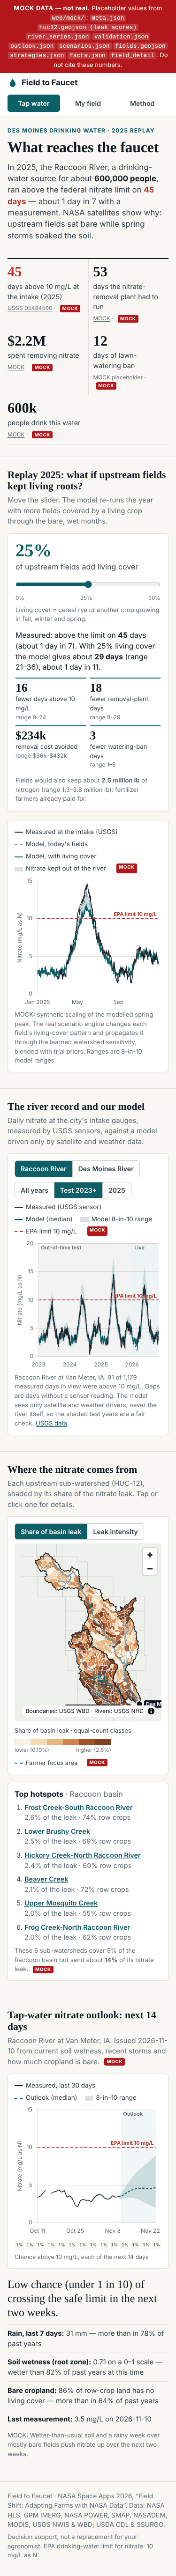 MOCK DATA — not real. Placeholder values from
web/mock/: meta.json
huc12.geojson (leak scores)
river_series.json validation.json
outlook.json scenarios.json fields.geojson
strategies.json facts.json field_detail. Do
not cite these numbers.
Field to Faucet
Tap water My field Method
DES MOINES DRINKING WATER · 2025 REPLAY
What reaches the faucet
In 2025, the Raccoon River, a drinking-
water source for about 600,000 people,
ran above the federal nitrate limit on 45
days — about 1 day in 7 with a
measurement. NASA satellites show why:
upstream fields sit bare while spring
storms soaked the soil.
45
days above 10 mg/L at
the intake (2025)
USGS 05484500 · MOCK
53
days the nitrate-
removal plant had to
run
MOCK · MOCK
$2.2M
spent removing nitrate
MOCK · MOCK
12
days of lawn-
watering ban
MOCK placeholder ·
MOCK
600k
people drink this water
MOCK · MOCK
Replay 2025: what if upstream fields
kept living roots?
Move the slider. The model re-runs the year
with more fields covered by a living crop
through the bare, wet months.
25%
of upstream fields add living cover
0% 25% 50%
Living cover = cereal rye or another crop growing
in fall, winter and spring.
Measured: above the limit on 45 days
(about 1 day in 7). With 25% living cover
the model gives about 29 days (range
21–36), about 1 day in 11.
16
fewer days above 10
mg/L
range 9–24
18
fewer removal-plant
days
range 8–29
$234k
removal cost avoided
range $36k–$432k
3
fewer watering-ban
days
range 1–6
Fields would also keep about 2.5 million lb of
nitrogen (range 1.3–3.8 million lb): fertilizer
farmers already paid for.
Measured at the intake (USGS)
Model, today's fields
Model, with living cover
Nitrate kept out of the river MOCK
15
10
5
0
Nitrate (mg/L as N)
EPA limit 10 mg/L
Jan 2025 May Sep
MOCK: synthetic scaling of the modelled spring
peak. The real scenario engine changes each
field's living-cover pattern and propagates it
through the learned watershed sensitivity,
blended with trial priors. Ranges are 8-in-10
model ranges.
The river record and our model
Daily nitrate at the city's intake gauges,
measured by USGS sensors, against a model
driven only by satellite and weather data.
Raccoon River Des Moines River
All years Test 2023+ 2025
Measured (USGS sensor)
Model (median) Model 8-in-10 range
EPA limit 10 mg/L MOCK
20
15
10
5
0
Nitrate (mg/L as N)
Out-of-time test Live
EPA limit 10 mg/L
2023 2024 2025 2026
Raccoon River at Van Meter, IA: 91 of 1,179
measured days in view were above 10 mg/L. Gaps
are days without a sensor reading. The model
sees only satellite and weather drivers, never the
river itself, so the shaded test years are a fair
check. USGS data
Where the nitrate comes from
Each upstream sub-watershed (HUC-12),
shaded by its share of the nitrate leak. Tap or
click one for details.
Share of basin leak Leak intensity
Boundaries: USGS WBD · Rivers: USGS NHD
Share of basin leak · equal-count classes
lower (0.19%) higher (2.6%)
Farmer focus area MOCK
Top hotspots · Raccoon basin
1. Frost Creek-South Raccoon River
2.6% of the leak · 74% row crops
2. Lower Brushy Creek
2.5% of the leak · 69% row crops
3. Hickory Creek-North Raccoon River
2.4% of the leak · 69% row crops
4. Beaver Creek
2.1% of the leak · 72% row crops
5. Upper Mosquito Creek
2.0% of the leak · 55% row crops
6. Frog Creek-North Raccoon River
2.0% of the leak · 62% row crops
These 6 sub-watersheds cover 9% of the
Raccoon basin but send about 14% of its nitrate
leak. MOCK
Tap-water nitrate outlook: next 14
days
Raccoon River at Van Meter, IA. Issued 2026-11-
10 from current soil wetness, recent storms and
how much cropland is bare. MOCK
Measured, last 30 days
Outlook (median) 8-in-10 range
15
10
5
0
Nitrate (mg/L as N)
Outlook
EPA limit 10 mg/L
Oct 11 Oct 25 Nov 8 Nov 22
1% 1% 1% 1% 1% 1% 1% 1% 1% 1% 1% 1% 1% 1%
Chance above 10 mg/L, each of the next 14 days
Low chance (under 1 in 10) of
crossing the safe limit in the next
two weeks.
Rain, last 7 days: 31 mm — more than in 78% of
past years
Soil wetness (root zone): 0.71 on a 0–1 scale —
wetter than 82% of past years at this time
Bare cropland: 86% of row-crop land has no
living cover — more than in 64% of past years
Last measurement: 3.5 mg/L on 2026-11-10
MOCK: Wetter-than-usual soil and a rainy week over
mostly bare fields push nitrate up over the next two
weeks.
Field to Faucet · NASA Space Apps 2026, "Field
Shift: Adapting Farms with NASA Data". Data: NASA
HLS, GPM IMERG, NASA POWER, SMAP, NASADEM,
MODIS; USGS NWIS & WBD; USDA CDL & SSURGO.
Decision support, not a replacement for your
agronomist. EPA drinking-water limit for nitrate: 10
mg/L as N.